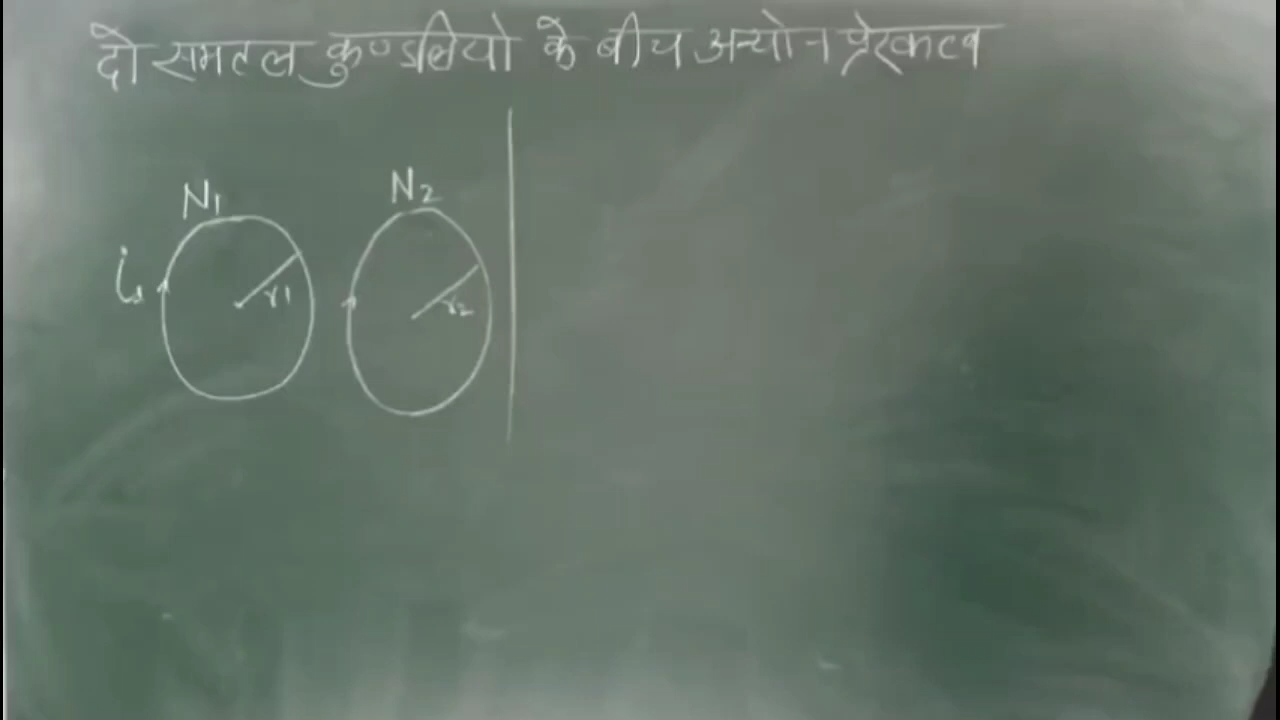 दो समतल कुण्डलियो के बीच अन्योन प्रेरकत्व
N₁
N₂
i₁
r₁
r₂